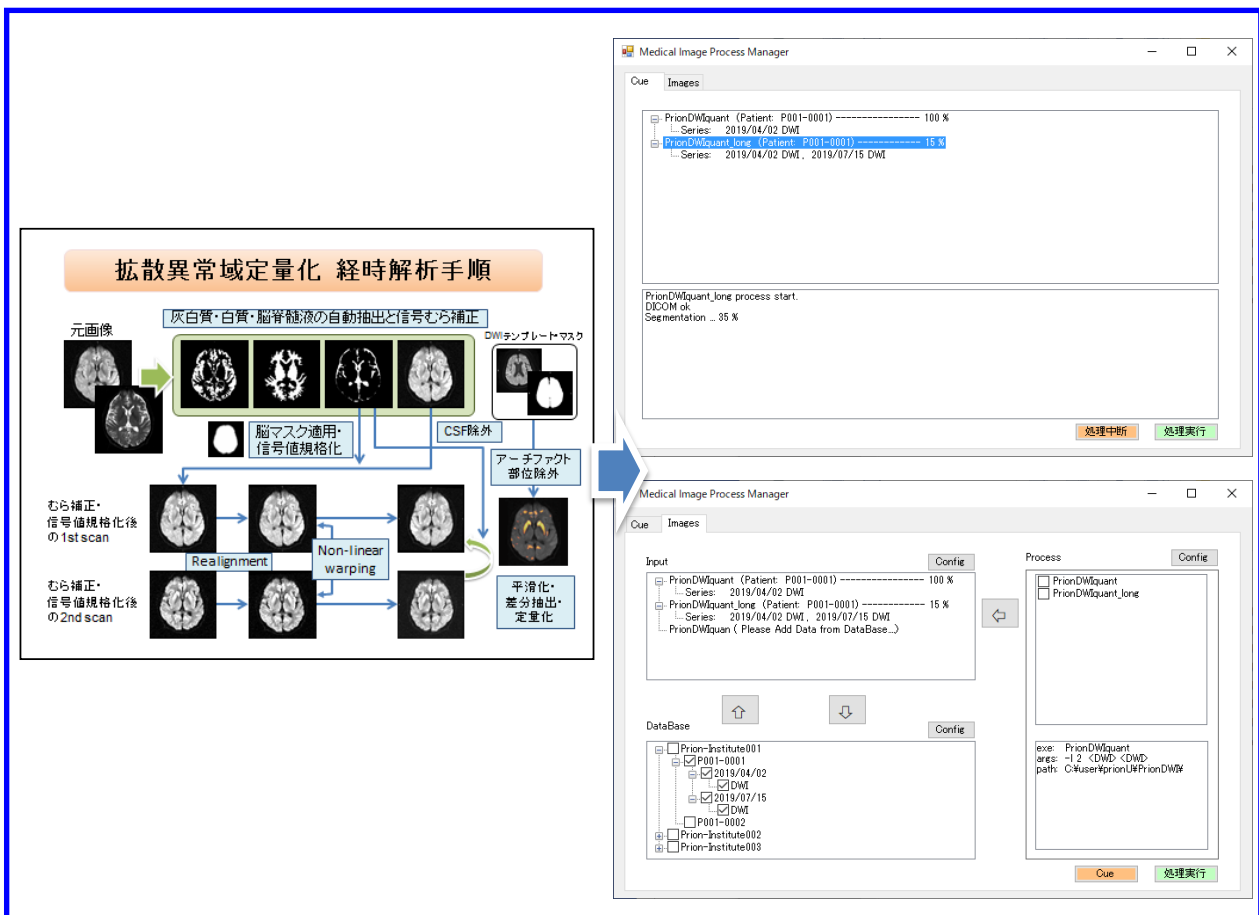 拡散異常域定量化 経時解析手順
灰白質・白質・脳脊髄液の自動抽出と信号むら補正
元画像
DWIテンプレート・マスク
脳マスク適用・
信号値規格化
CSF除外
アーチファクト
部位除外
むら補正・
信号値規格化後
の1st scan
Realignment
Non-linear
warping
むら補正・
信号値規格化後
の2nd scan
平滑化・
差分抽出・
定量化
Medical Image Process Manager
Cue Images
PrionDWIquant (Patient: P001-0001) ---------------- 100 %
Series: 2019/04/02 DWI
PrionDWIquant_long (Patient: P001-0001) ------------ 15 %
Series: 2019/04/02 DWI, 2019/07/15 DWI
PrionDWIquant_long process start.
DICOM ok
Segmentation ... 35 %
処理中断 処理実行
Medical Image Process Manager
Cue Images
Input Config
PrionDWIquant (Patient: P001-0001) ---------------- 100 %
Series: 2019/04/02 DWI
PrionDWIquant_long (Patient: P001-0001) ------------ 15 %
Series: 2019/04/02 DWI, 2019/07/15 DWI
PrionDWIquan ( Please Add Data from DataBase...)
Process Config
PrionDWIquant
PrionDWIquant_long
DataBase Config
Prion-Institute001
P001-0001
2019/04/02
DWI
2019/07/15
DWI
P001-0002
Prion-Institute002
Prion-Institute003
exe: PrionDWIquant
args: -l 2 <DWI> <DWI>
path: C:¥user¥prionU¥PrionDWI¥
Cue 処理実行